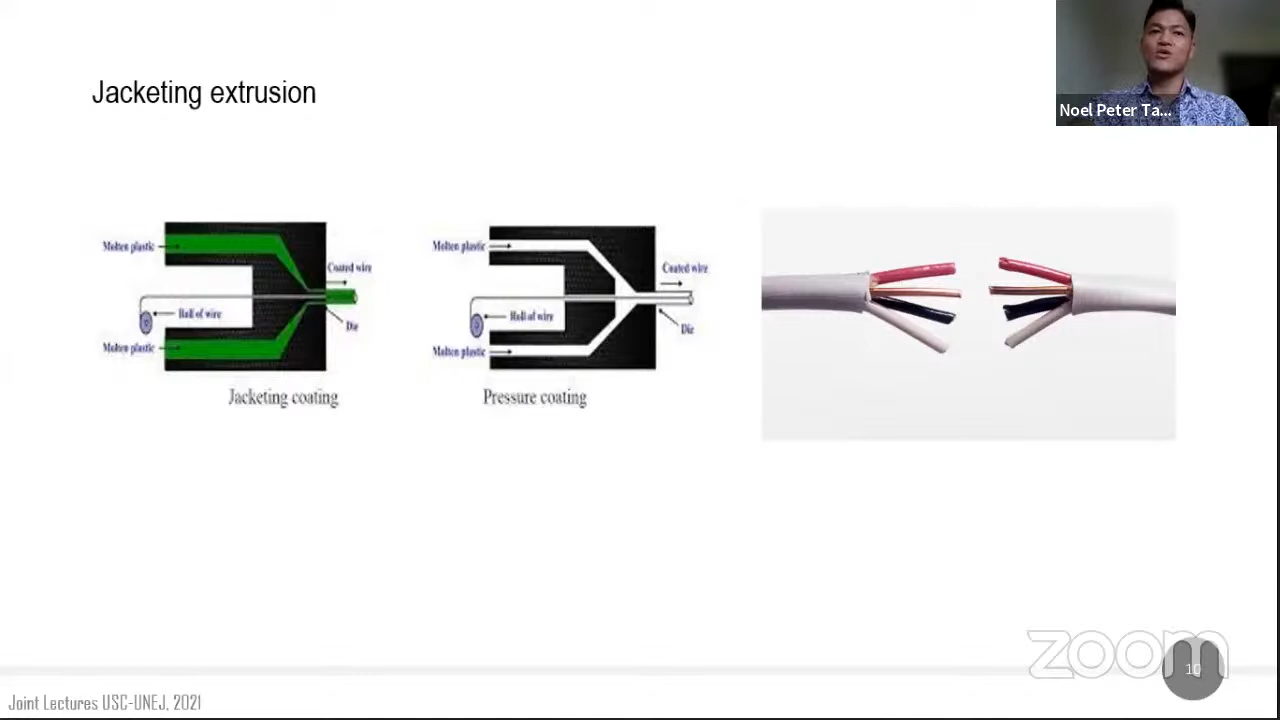 Noel Peter Ta...
Jacketing extrusion
Molten plastic
Coated wire
Roll of wire
Die
Molten plastic
Jacketing coating
Molten plastic
Coated wire
Roll of wire
Die
Molten plastic
Pressure coating
zoom
10
Joint Lectures USC-UNEJ, 2021